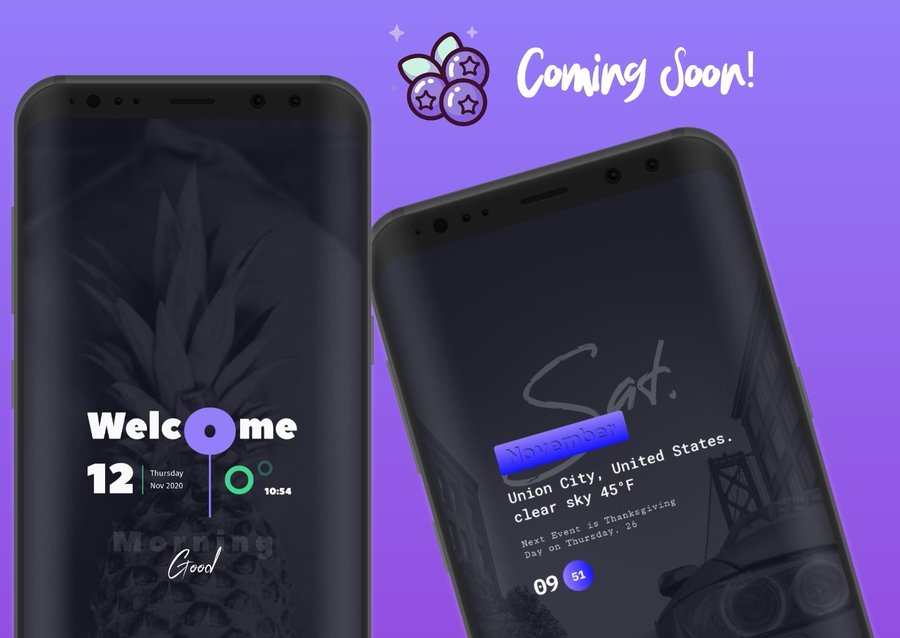 Coming Soon!
Welcome
12
Thursday
Nov 2020
10:54
Morning
Good
Sat.
November
Union City, United States.
clear sky 45°F
Next Event is Thanksgiving
Day on Thursday, 26
09
51